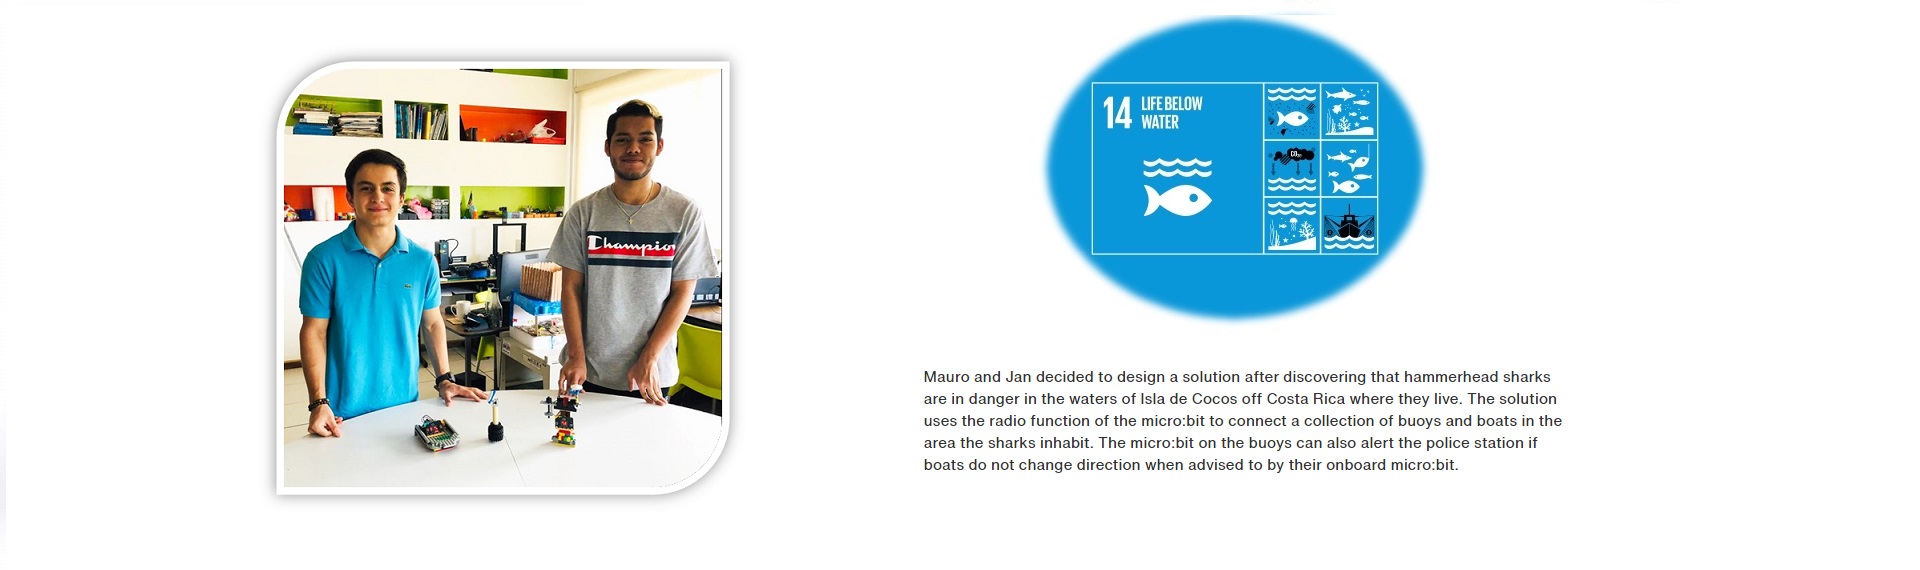 Champion
14 LIFE BELOW
WATER
CO₂
Mauro and Jan decided to design a solution after discovering that hammerhead sharks
are in danger in the waters of Isla de Cocos off Costa Rica where they live. The solution
uses the radio function of the micro:bit to connect a collection of buoys and boats in the
area the sharks inhabit. The micro:bit on the buoys can also alert the police station if
boats do not change direction when advised to by their onboard micro:bit.